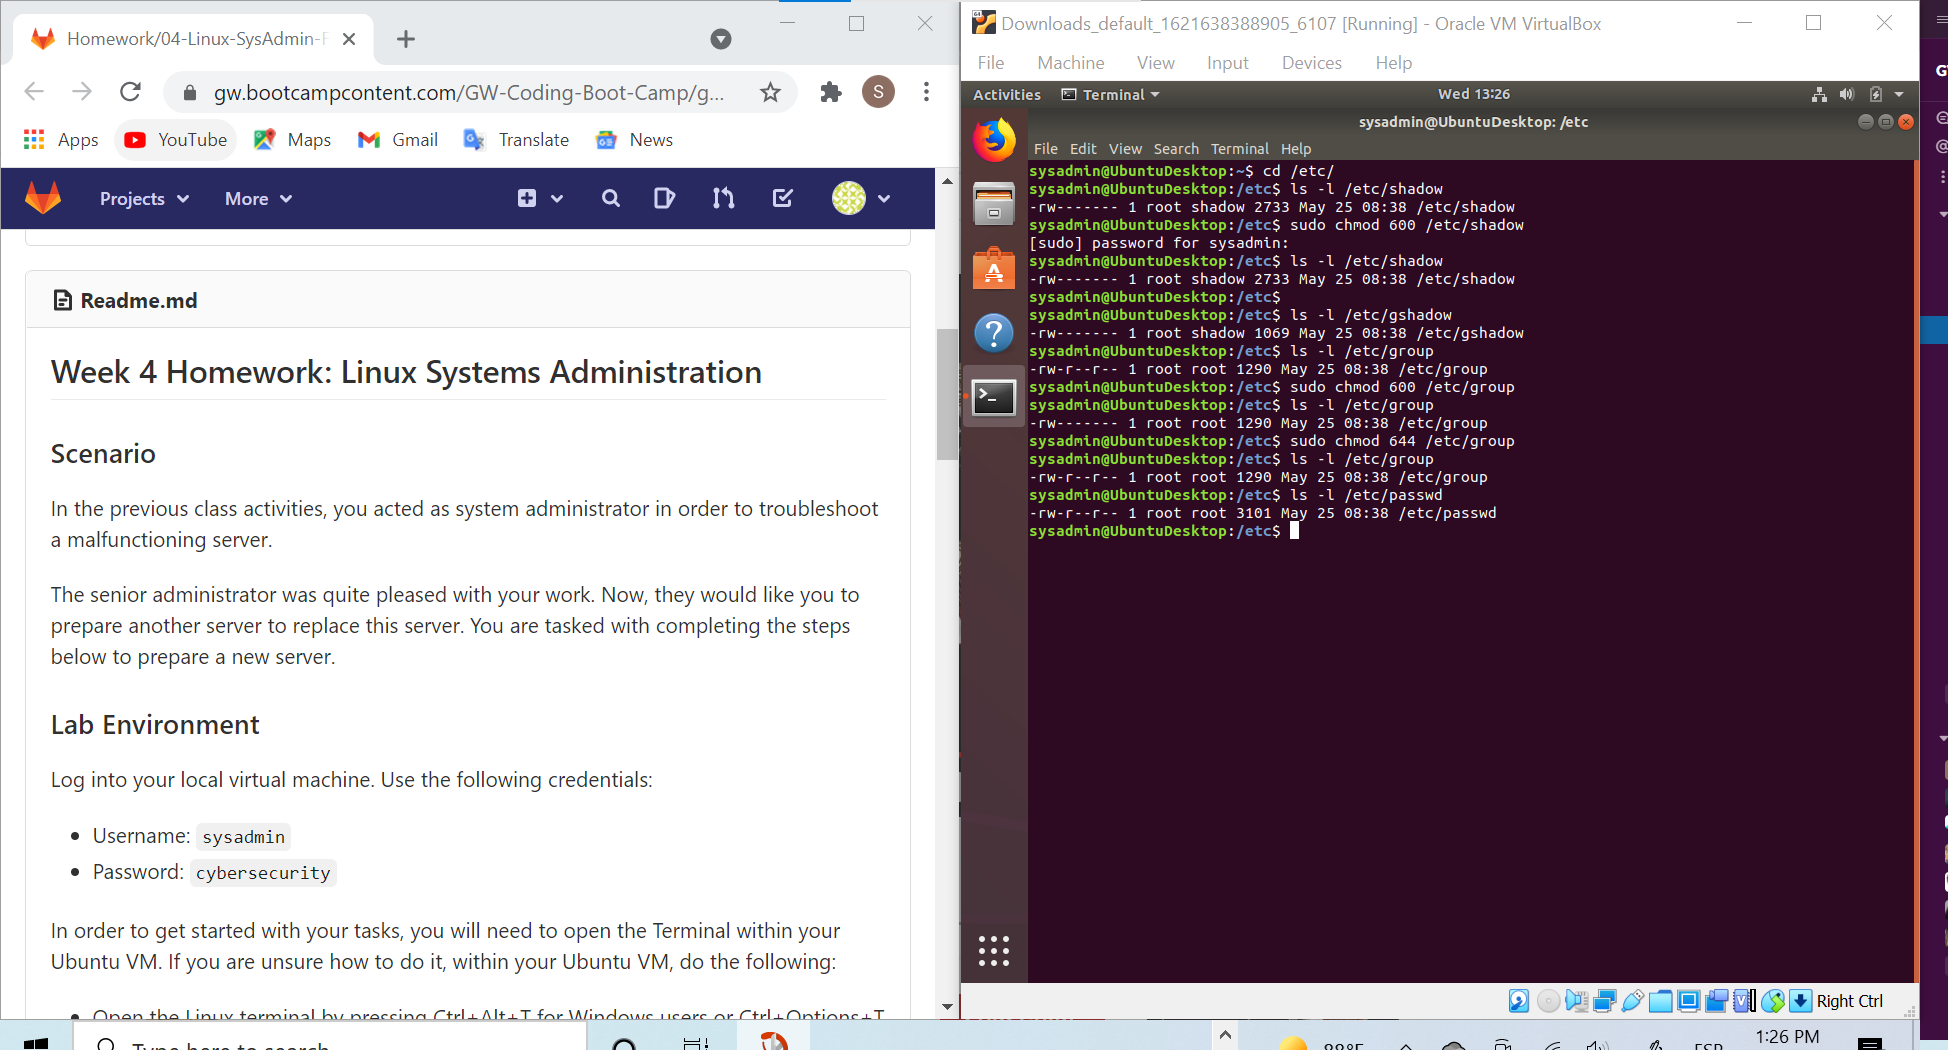 Homework/04-Linux-SysAdmin-F
gw.bootcampcontent.com/GW-Coding-Boot-Camp/g...
S
Apps
YouTube
Maps
Gmail
Translate
News
Projects
More
Readme.md
Week 4 Homework: Linux Systems Administration
Scenario
In the previous class activities, you acted as system administrator in order to troubleshoot
a malfunctioning server.
The senior administrator was quite pleased with your work. Now, they would like you to
prepare another server to replace this server. You are tasked with completing the steps
below to prepare a new server.
Lab Environment
Log into your local virtual machine. Use the following credentials:
Username: sysadmin
Password: cybersecurity
In order to get started with your tasks, you will need to open the Terminal within your
Ubuntu VM. If you are unsure how to do it, within your Ubuntu VM, do the following:
Open the Linux terminal by pressing Ctrl+Alt+T for Windows users or Ctrl+Options+T
Downloads_default_1621638388905_6107 [Running] - Oracle VM VirtualBox
File Machine View Input Devices Help
Activities Terminal Wed 13:26
sysadmin@UbuntuDesktop: /etc
File Edit View Search Terminal Help
sysadmin@UbuntuDesktop:~$ cd /etc/
sysadmin@UbuntuDesktop:/etc$ ls -l /etc/shadow
-rw------- 1 root shadow 2733 May 25 08:38 /etc/shadow
sysadmin@UbuntuDesktop:/etc$ sudo chmod 600 /etc/shadow
[sudo] password for sysadmin:
sysadmin@UbuntuDesktop:/etc$ ls -l /etc/shadow
-rw------- 1 root shadow 2733 May 25 08:38 /etc/shadow
sysadmin@UbuntuDesktop:/etc$
sysadmin@UbuntuDesktop:/etc$ ls -l /etc/gshadow
-rw------- 1 root shadow 1069 May 25 08:38 /etc/gshadow
sysadmin@UbuntuDesktop:/etc$ ls -l /etc/group
-rw-r--r-- 1 root root 1290 May 25 08:38 /etc/group
sysadmin@UbuntuDesktop:/etc$ sudo chmod 600 /etc/group
sysadmin@UbuntuDesktop:/etc$ ls -l /etc/group
-rw------- 1 root root 1290 May 25 08:38 /etc/group
sysadmin@UbuntuDesktop:/etc$ sudo chmod 644 /etc/group
sysadmin@UbuntuDesktop:/etc$ ls -l /etc/group
-rw-r--r-- 1 root root 1290 May 25 08:38 /etc/group
sysadmin@UbuntuDesktop:/etc$ ls -l /etc/passwd
-rw-r--r-- 1 root root 3101 May 25 08:38 /etc/passwd
sysadmin@UbuntuDesktop:/etc$
Right Ctrl
Type here to search
88°F
ESP
1:26 PM